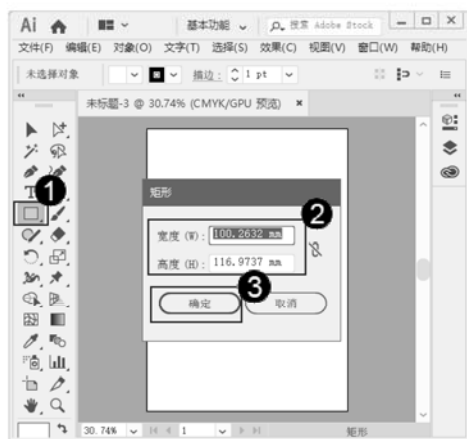 Ai 基本功能 搜索 Adobe Stock
文件(F) 编辑(E) 对象(O) 文字(T) 选择(S) 效果(C) 视图(V) 窗口(W) 帮助(H)
未选择对象 描边: 1 pt
未标题-3 @ 30.74% (CMYK/GPU 预览) ×
矩形
1
2
宽度 (W): 100.2632 mm
高度 (H): 116.9737 mm
3
确定 取消
30.74% 1 矩形